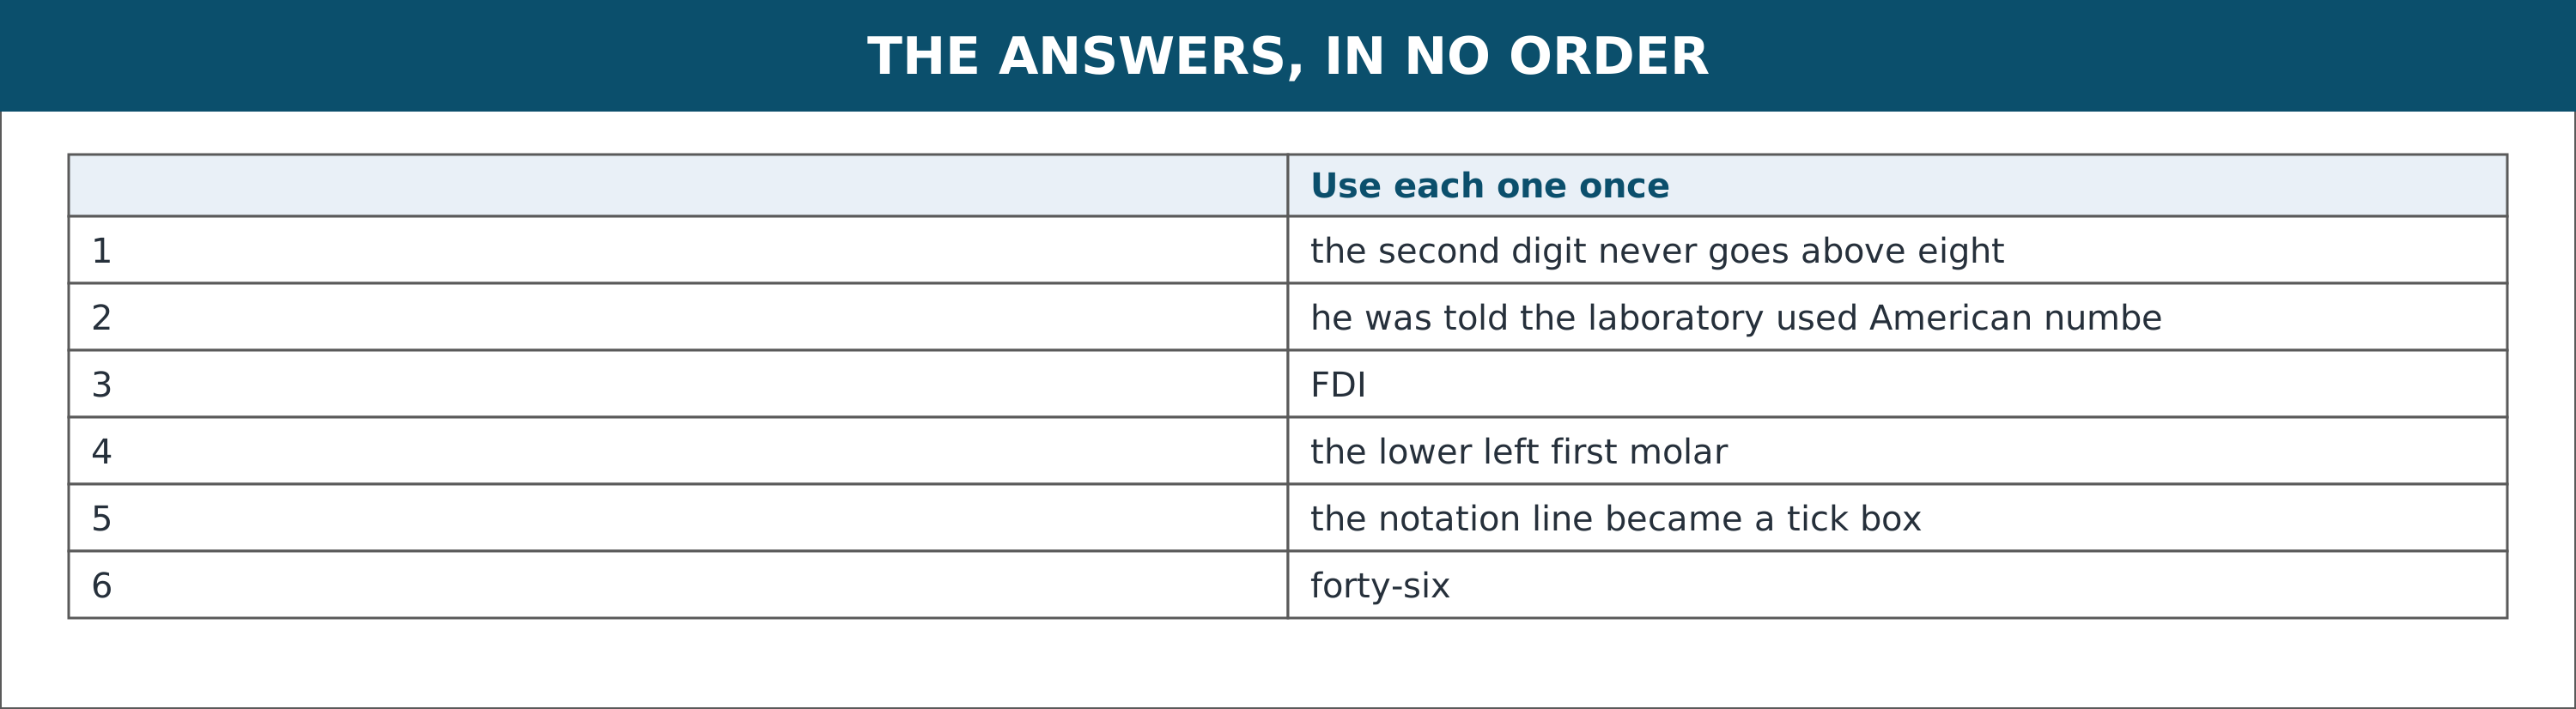 THE ANSWERS, IN NO ORDER
Use each one once
1 the second digit never goes above eight
2 he was told the laboratory used American numbe
3 FDI
4 the lower left first molar
5 the notation line became a tick box
6 forty-six